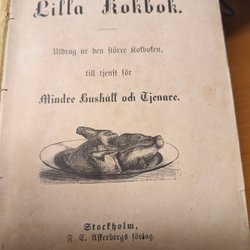 Lilla Kokbok.
Utdrag ur den större Kokboken,
till tjenst för
Mindre Hushåll och Tjenare.
Stockholm,
F. C. Askerbergs förlag.